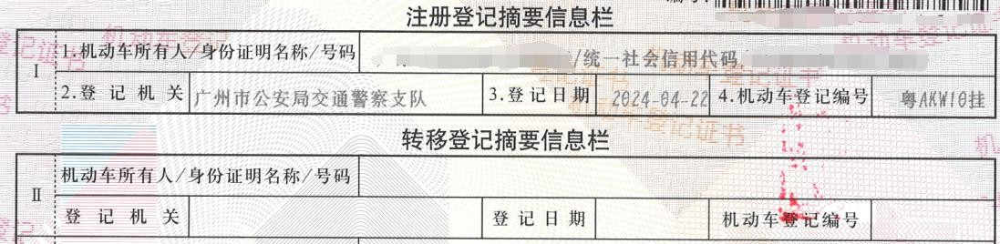 编号:
注册登记摘要信息栏
I 1.机动车所有人/身份证明名称/号码 /统一社会信用代码
2.登记机关 广州市公安局交通警察支队 3.登记日期 2024-04-22 4.机动车登记编号 粤AKW10挂
转移登记摘要信息栏
II 机动车所有人/身份证明名称/号码
登记机关 登记日期 机动车登记编号